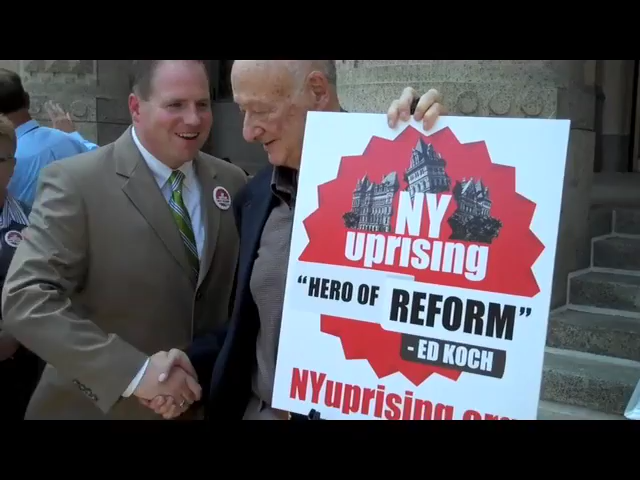 NY
uprising
"HERO OF REFORM"
- ED KOCH
NYuprising.org